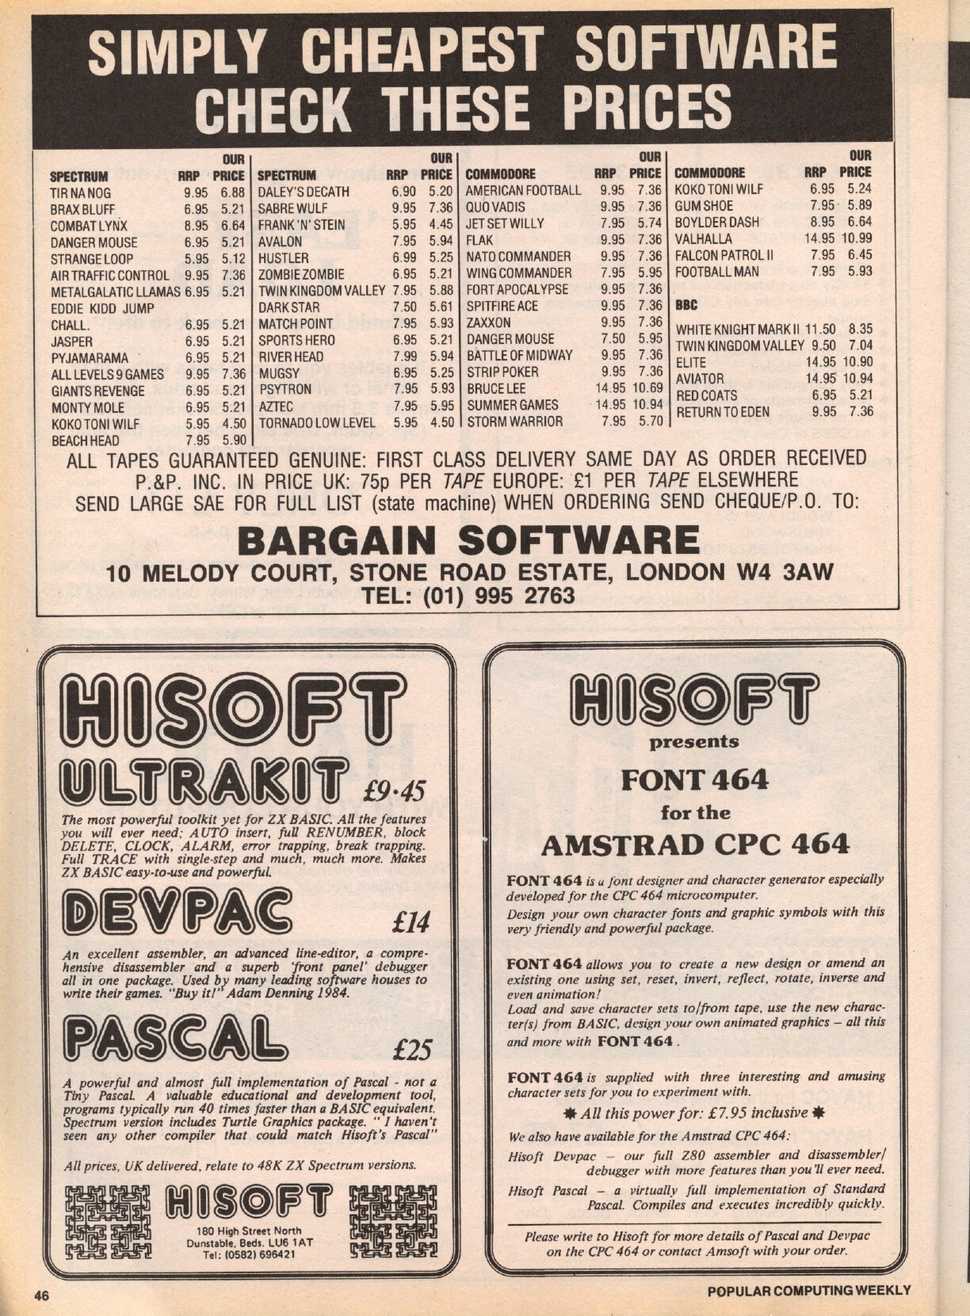 SIMPLY CHEAPEST SOFTWARE
CHECK THESE PRICES
OUR
SPECTRUM RRP PRICE
TIR NA NOG 9.95 6.88
BRAX BLUFF 6.95 5.21
COMBAT LYNX 8.95 6.64
DANGER MOUSE 6.95 5.21
STRANGE LOOP 5.95 5.12
AIR TRAFFIC CONTROL 9.95 7.36
METALGALATIC LLAMAS 6.95 5.21
EDDIE KIDD JUMP
CHALL. 6.95 5.21
JASPER 6.95 5.21
PYJAMARAMA 6.95 5.21
ALL LEVELS 9 GAMES 9.95 7.36
GIANTS REVENGE 6.95 5.21
MONTY MOLE 6.95 5.21
KOKO TONI WILF 5.95 4.50
BEACH HEAD 7.95 5.90
OUR
SPECTRUM RRP PRICE
DALEY'S DECATH 6.90 5.20
SABRE WULF 9.95 7.36
FRANK 'N' STEIN 5.95 4.45
AVALON 7.95 5.94
HUSTLER 6.99 5.25
ZOMBIE ZOMBIE 6.95 5.21
TWIN KINGDOM VALLEY 7.95 5.88
DARK STAR 7.50 5.61
MATCH POINT 7.95 5.93
SPORTS HERO 6.95 5.21
RIVER HEAD 7.99 5.94
MUGSY 6.95 5.25
PSYTRON 7.95 5.93
AZTEC 7.95 5.95
TORNADO LOW LEVEL 5.95 4.50
OUR
COMMODORE RRP PRICE
AMERICAN FOOTBALL 9.95 7.36
QUO VADIS 9.95 7.36
JET SET WILLY 7.95 5.74
FLAK 9.95 7.36
NATO COMMANDER 9.95 7.36
WING COMMANDER 7.95 5.95
FORT APOCALYPSE 9.95 7.36
SPITFIRE ACE 9.95 7.36
ZAXXON 9.95 7.36
DANGER MOUSE 7.50 5.95
BATTLE OF MIDWAY 9.95 7.36
STRIP POKER 9.95 7.36
BRUCE LEE 14.95 10.69
SUMMER GAMES 14.95 10.94
STORM WARRIOR 7.95 5.70
OUR
COMMODORE RRP PRICE
KOKO TONI WILF 6.95 5.24
GUM SHOE 7.95 5.89
BOYLDER DASH 8.95 6.64
VALHALLA 14.95 10.99
FALCON PATROL II 7.95 6.45
FOOTBALL MAN 7.95 5.93
BBC
WHITE KNIGHT MARK II 11.50 8.35
TWIN KINGDOM VALLEY 9.50 7.04
ELITE 14.95 10.90
AVIATOR 14.95 10.94
RED COATS 6.95 5.21
RETURN TO EDEN 9.95 7.36
ALL TAPES GUARANTEED GENUINE: FIRST CLASS DELIVERY SAME DAY AS ORDER RECEIVED
P.&P. INC. IN PRICE UK: 75p PER TAPE EUROPE: £1 PER TAPE ELSEWHERE
SEND LARGE SAE FOR FULL LIST (state machine) WHEN ORDERING SEND CHEQUE/P.O. TO:
BARGAIN SOFTWARE
10 MELODY COURT, STONE ROAD ESTATE, LONDON W4 3AW
TEL: (01) 995 2763
HISOFT
ULTRAKIT £9·45
The most powerful toolkit yet for ZX BASIC. All the features
you will ever need; AUTO insert, full RENUMBER, block
DELETE, CLOCK, ALARM, error trapping, break trapping.
Full TRACE with single-step and much, much more. Makes
ZX BASIC easy-to-use and powerful.
DEVPAC £14
An excellent assembler, an advanced line-editor, a compre-
hensive disassembler and a superb 'front panel' debugger
all in one package. Used by many leading software houses to
write their games. "Buy it!" Adam Denning 1984.
PASCAL £25
A powerful and almost full implementation of Pascal - not a
Tiny Pascal. A valuable educational and development tool,
programs typically run 40 times faster than a BASIC equivalent.
Spectrum version includes Turtle Graphics package. " I haven't
seen any other compiler that could match Hisoft's Pascal"
All prices, UK delivered, relate to 48K ZX Spectrum versions.
HISOFT
180 High Street North
Dunstable, Beds. LU6 1AT
Tel: (0582) 696421
HISOFT
presents
FONT 464
for the
AMSTRAD CPC 464
FONT 464 is a font designer and character generator especially
developed for the CPC 464 microcomputer.
Design your own character fonts and graphic symbols with this
very friendly and powerful package.
FONT 464 allows you to create a new design or amend an
existing one using set, reset, invert, reflect, rotate, inverse and
even animation!
Load and save character sets to/from tape, use the new charac-
ter(s) from BASIC, design your own animated graphics – all this
and more with FONT 464 .
FONT 464 is supplied with three interesting and amusing
character sets for you to experiment with.
✸ All this power for: £7.95 inclusive ✸
We also have available for the Amstrad CPC 464:
Hisoft Devpac – our full Z80 assembler and disassembler/
debugger with more features than you'll ever need.
Hisoft Pascal – a virtually full implementation of Standard
Pascal. Compiles and executes incredibly quickly.
Please write to Hisoft for more details of Pascal and Devpac
on the CPC 464 or contact Amsoft with your order.
46
POPULAR COMPUTING WEEKLY